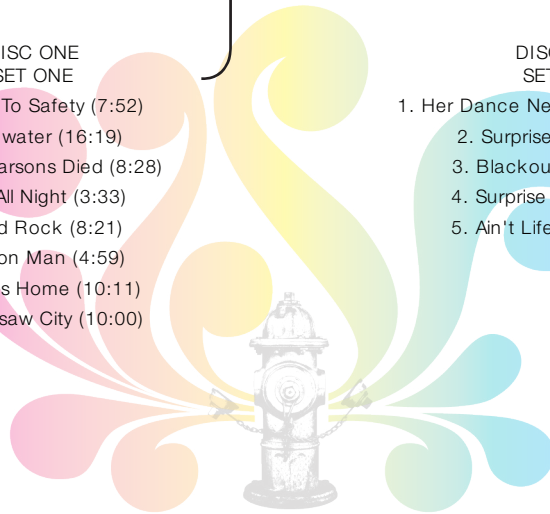 ISC ONE
SET ONE
To Safety (7:52)
water (16:19)
arsons Died (8:28)
All Night (3:33)
d Rock (8:21)
on Man (4:59)
s Home (10:11)
saw City (10:00)
DISC
SET
1. Her Dance Ne
2. Surprise
3. Blackou
4. Surprise
5. Ain't Life